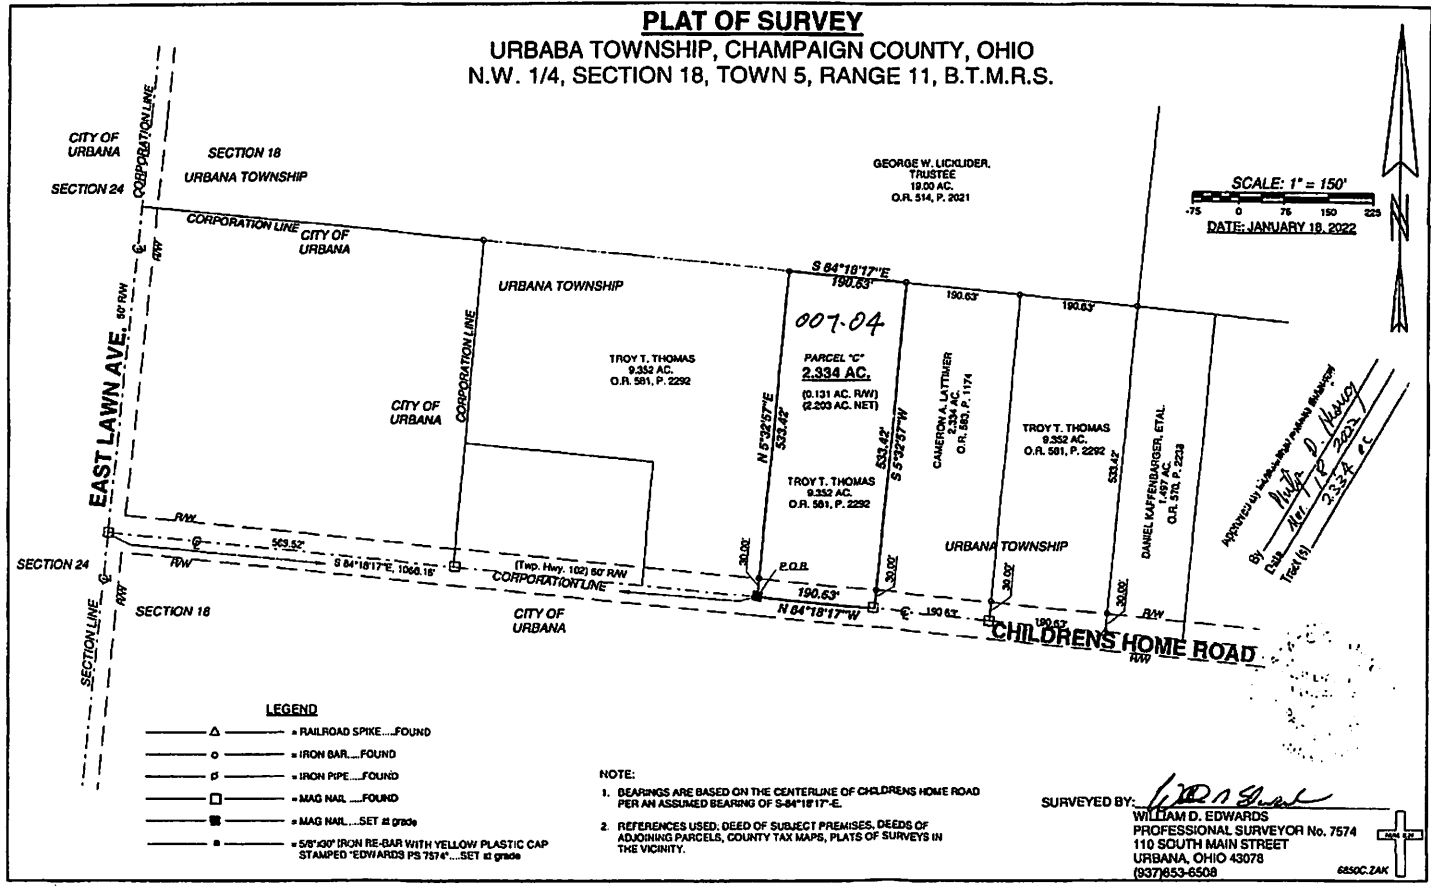 PLAT OF SURVEY
URBABA TOWNSHIP, CHAMPAIGN COUNTY, OHIO
N.W. 1/4, SECTION 18, TOWN 5, RANGE 11, B.T.M.R.S.
CITY OF
URBANA
CORPORATION LINE
SECTION 24
SECTION 18
URBANA TOWNSHIP
GEORGE W. LICKLIDER,
TRUSTEE
19.00 AC.
O.R. 514, P. 2021
SCALE: 1" = 150'
-75 0 75 150 225
DATE: JANUARY 18, 2022
N
CORPORATION LINE
CITY OF
URBANA
R/W
EAST LAWN AVE. 50' R/W
URBANA TOWNSHIP
CORPORATION LINE
CITY OF
URBANA
TROY T. THOMAS
9.352 AC.
O.R. 581, P. 2292
S 84°18'17"E
190.63'
190.63'
190.63'
007-04
PARCEL "C"
2.334 AC.
(0.131 AC. R/W)
(2.203 AC. NET)
N 5°32'57"E
533.42'
533.42'
S 5°32'57"W
TROY T. THOMAS
9.352 AC.
O.R. 581, P. 2292
CAMERON A. LATTIMER
2.334 AC.
O.R. 583, P. 1174
TROY T. THOMAS
9.352 AC.
O.R. 581, P. 2292
533.42'
DANIEL KAFFENBARGER, ETAL.
1.497 AC.
O.R. 570, P. 2238
By
Date Nov. 18 2022
Tract(s) 2.334 ac
URBANA TOWNSHIP
R/W
563.52'
S 84°18'17"E, 1060.16'
(Twp. Hwy. 102) 60' R/W
CORPORATION LINE
CITY OF
URBANA
30.00'
P.O.B.
190.63'
N 84°18'17"W
30.00'
190.63'
30.00'
190.63'
30.00'
R/W
CHILDRENS HOME ROAD
R/W
SECTION 24
R/W
R/W
SECTION 18
SECTION LINE
LEGEND
= RAILROAD SPIKE....FOUND
= IRON BAR....FOUND
= IRON PIPE....FOUND
= MAG NAIL ....FOUND
= MAG NAIL....SET at grade
= 5/8"x30" IRON RE-BAR WITH YELLOW PLASTIC CAP
STAMPED "EDWARDS PS 7574"....SET at grade
NOTE:
1. BEARINGS ARE BASED ON THE CENTERLINE OF CHILDRENS HOME ROAD
PER AN ASSUMED BEARING OF S-84°18'17"-E.
2. REFERENCES USED: DEED OF SUBJECT PREMISES, DEEDS OF
ADJOINING PARCELS, COUNTY TAX MAPS, PLATS OF SURVEYS IN
THE VICINITY.
SURVEYED BY:
WILLIAM D. EDWARDS
PROFESSIONAL SURVEYOR No. 7574
110 SOUTH MAIN STREET
URBANA, OHIO 43078
(937)653-6508
6850C.ZAK